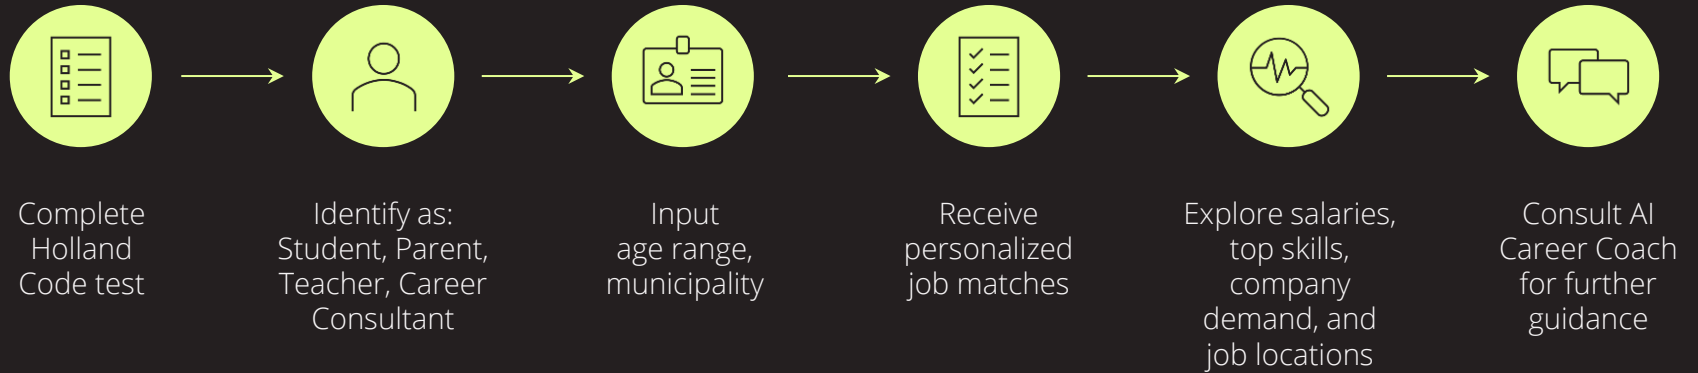 Complete
Holland
Code test
Identify as:
Student, Parent,
Teacher, Career
Consultant
Input
age range,
municipality
Receive
personalized
job matches
Explore salaries,
top skills,
company
demand, and
job locations
Consult AI
Career Coach
for further
guidance